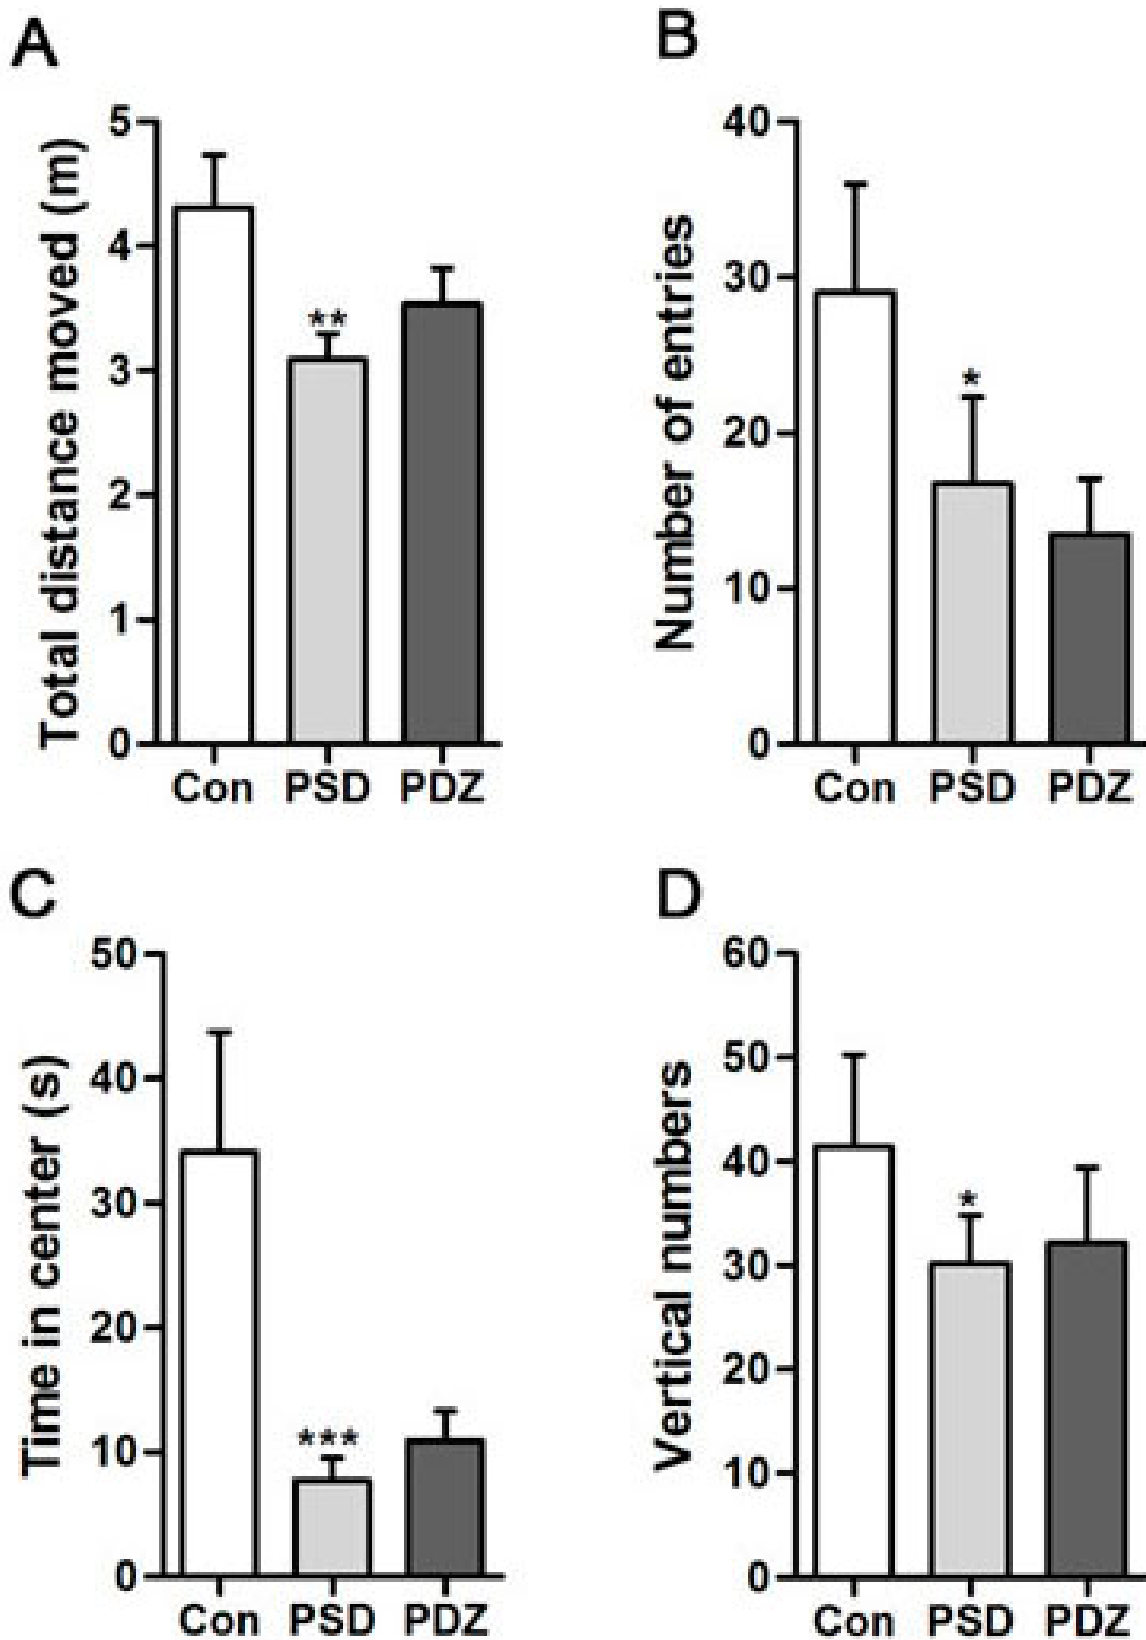 A
Total distance moved (m)
5
4
3
2
1
0
**
Con PSD PDZ
B
Number of entries
40
30
20
10
0
*
Con PSD PDZ
C
Time in center (s)
50
40
30
20
10
0
***
Con PSD PDZ
D
Vertical numbers
60
50
40
30
20
10
0
*
Con PSD PDZ